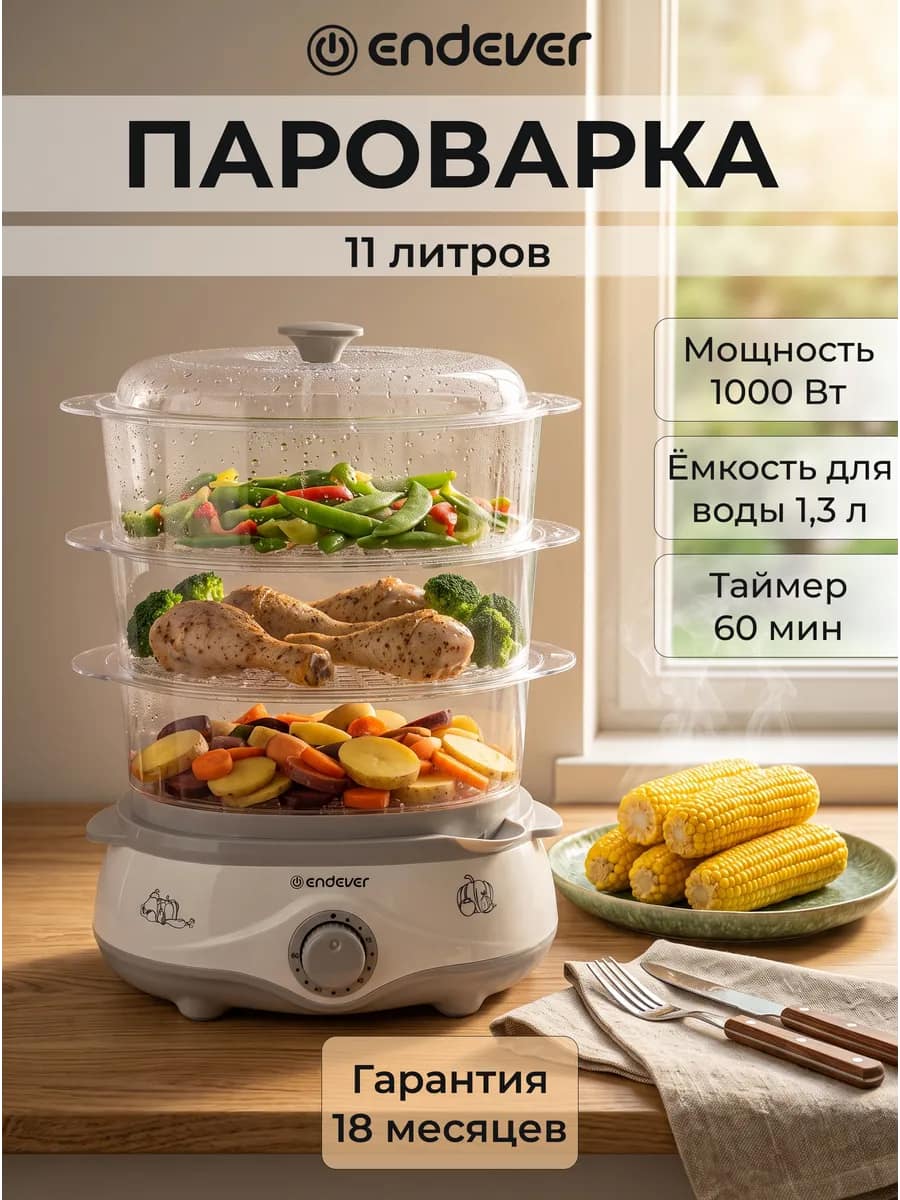 endever
ПАРОВАРКА
11 литров
Мощность
1000 Вт
Ёмкость для
воды 1,3 л
Таймер
60 мин
endever
Гарантия
18 месяцев